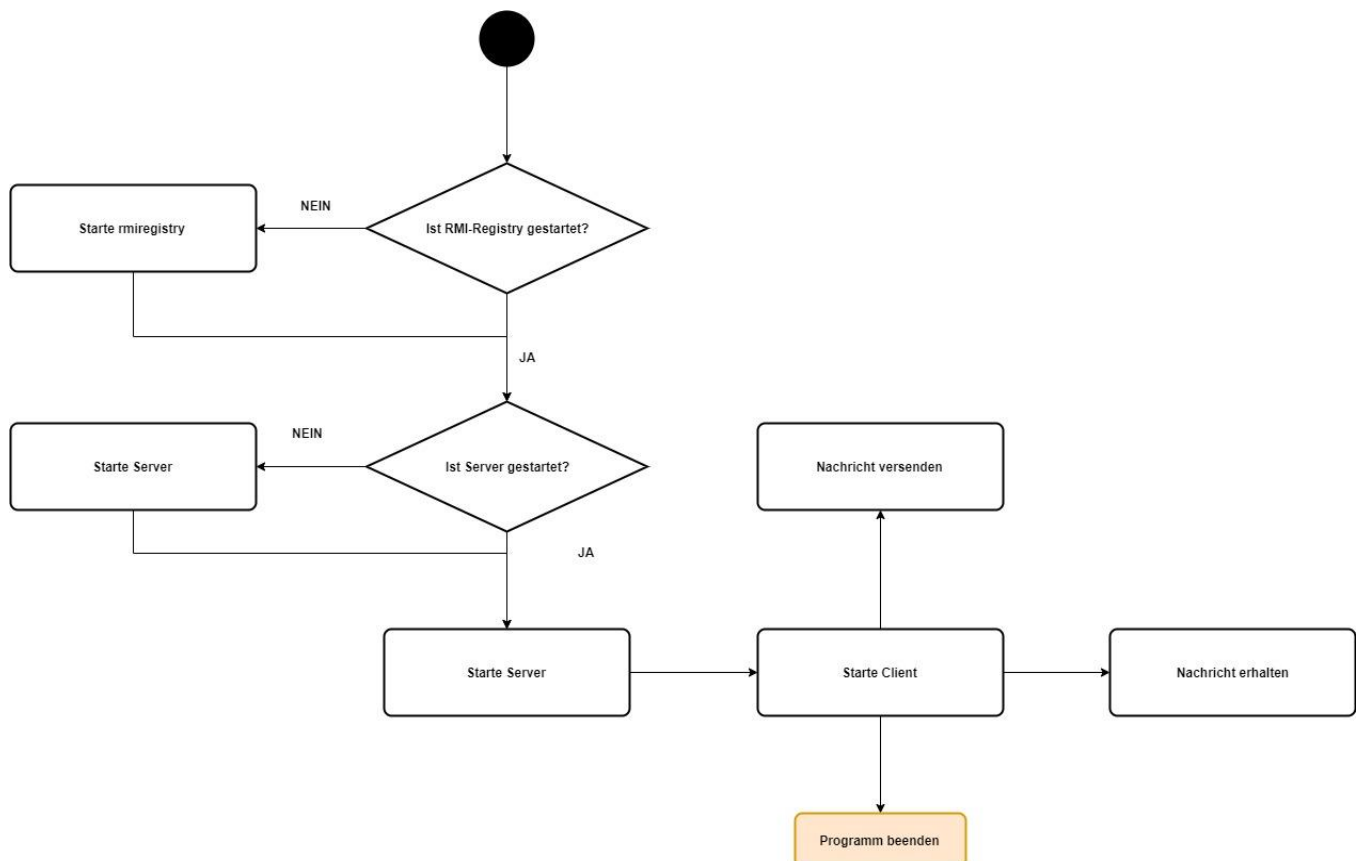 NEIN
Starte rmiregistry
Ist RMI-Registry gestartet?
JA
NEIN
Starte Server
Ist Server gestartet?
Nachricht versenden
JA
Starte Server
Starte Client
Nachricht erhalten
Programm beenden